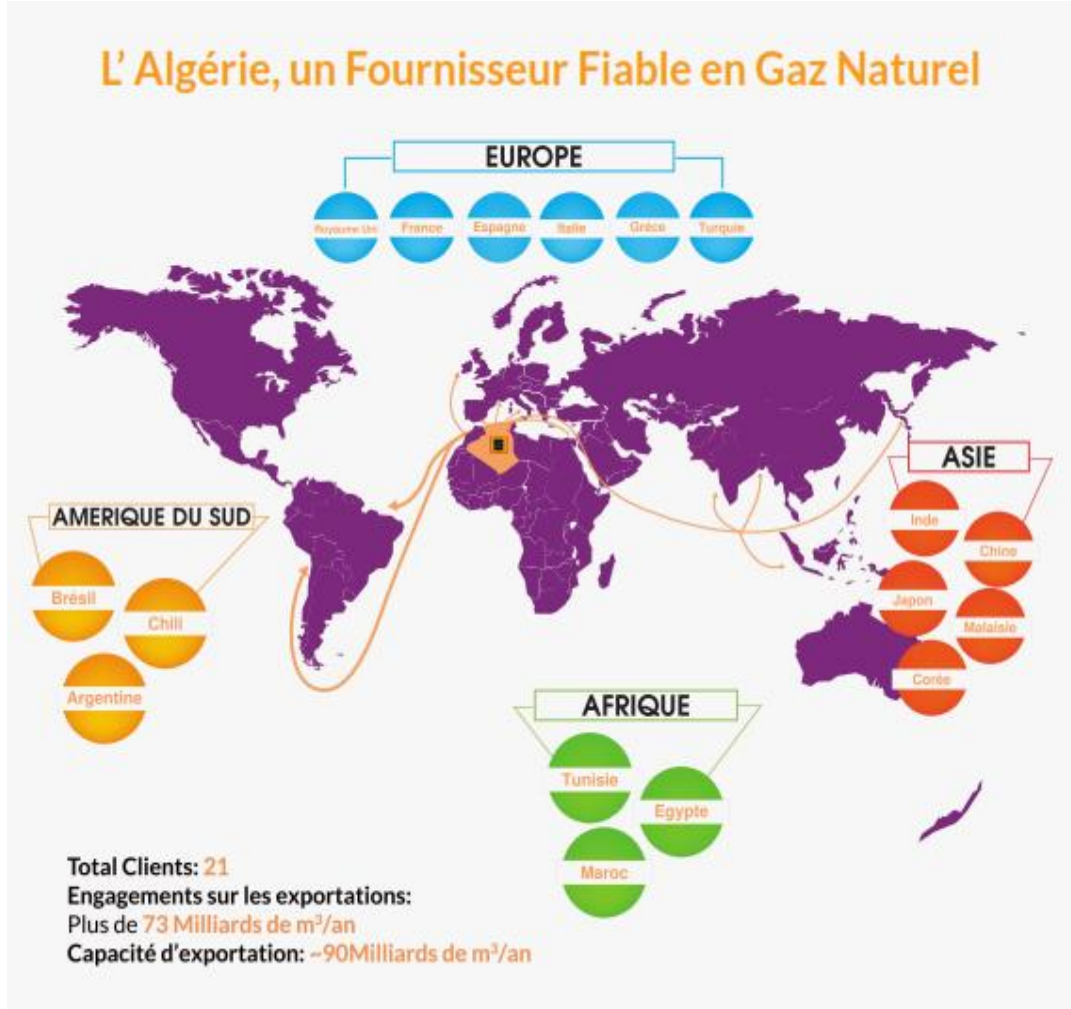 L' Algérie, un Fournisseur Fiable en Gaz Naturel
EUROPE
Royaume Uni
France
Espagne
Italie
Grèce
Turquie
ASIE
Inde
Chine
Japon
Malaisie
Corée
AMERIQUE DU SUD
Brésil
Chili
Argentine
AFRIQUE
Tunisie
Egypte
Maroc
Total Clients: 21
Engagements sur les exportations:
Plus de 73 Milliards de m³/an
Capacité d'exportation: ~90Milliards de m³/an